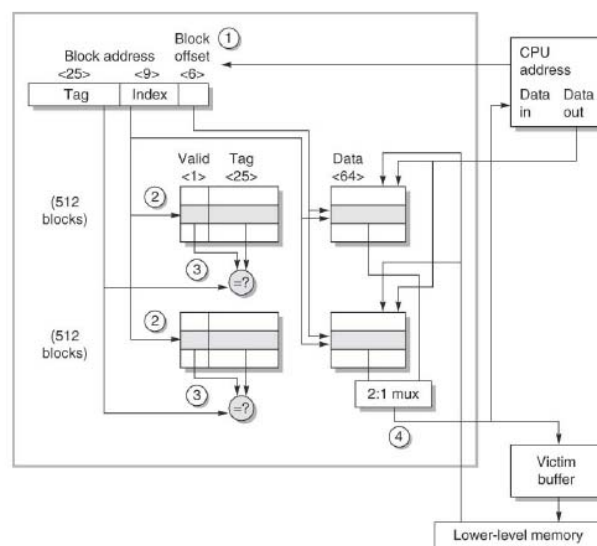 Block
Block address
offset
<25>
<9>
<6>
1
Tag
Index
CPU
address
Data
in
Data
out
Valid
<1>
Tag
<25>
Data
<64>
(512
blocks)
2
3
=?
(512
blocks)
2
3
=?
2:1 mux
4
Victim
buffer
Lower-level memory